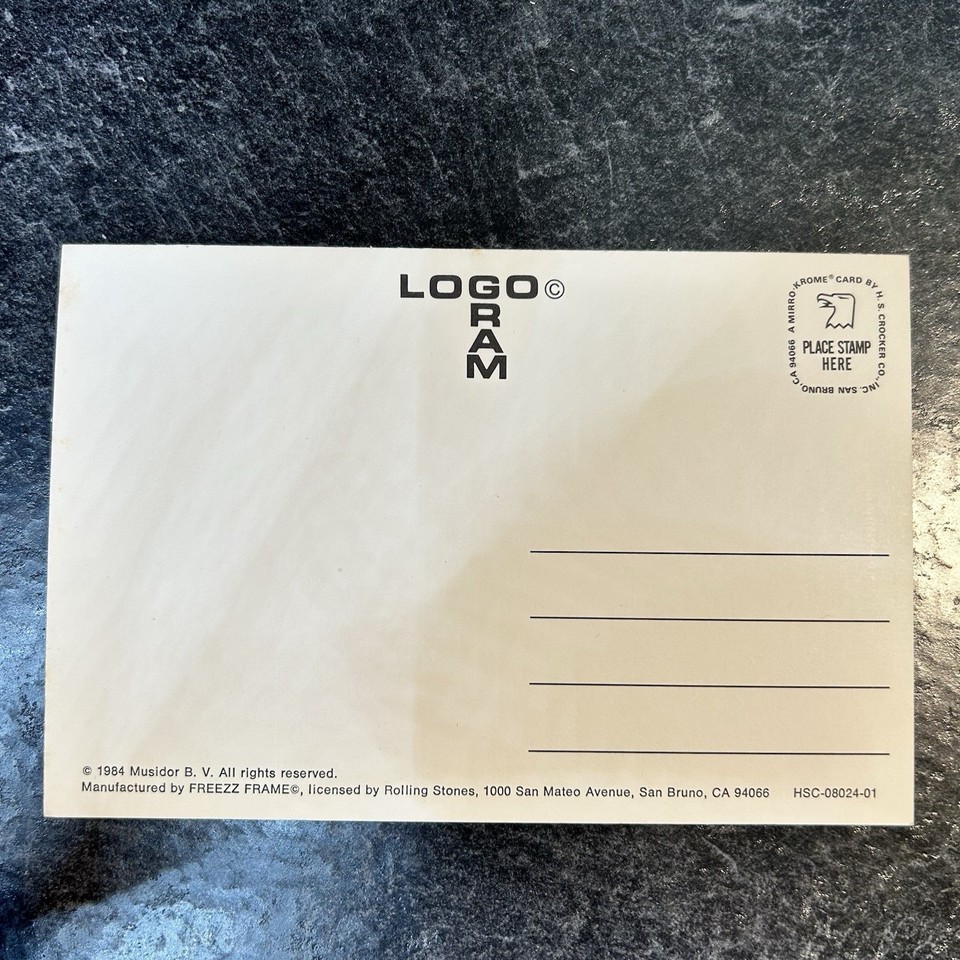 LOGO©
GRAM
A MIRRO-KROME® CARD BY H. S. CROCKER CO., INC. SAN BRUNO, CA 94066
PLACE STAMP
HERE
© 1984 Musidor B. V. All rights reserved.
Manufactured by FREEZZ FRAME©, licensed by Rolling Stones, 1000 San Mateo Avenue, San Bruno, CA 94066 HSC-08024-01